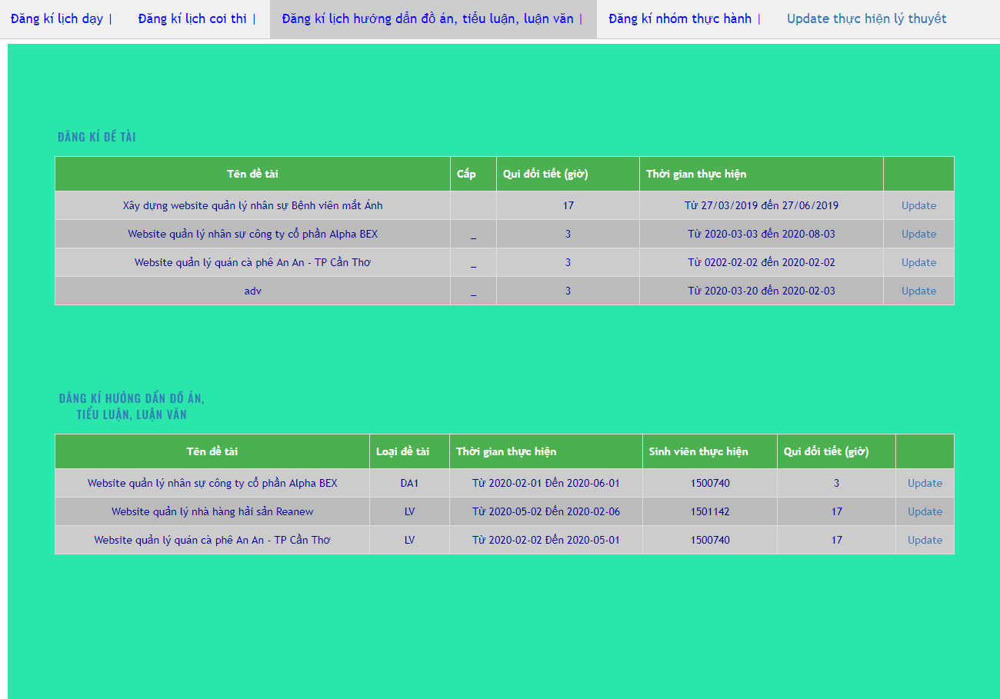 Đăng kí lịch dạy | Đăng kí lịch coi thi | Đăng kí lịch hướng dẩn đồ án, tiểu luận, luận văn | Đăng kí nhóm thực hành | Update thực hiện lý thuyết
ĐĂNG KÍ ĐỀ TÀI
Tên đề tài Cấp Qui đổi tiết (giờ) Thời gian thực hiện
Xây dựng website quản lý nhân sự Bệnh viên mắt Ánh 17 Từ 27/03/2019 đến 27/06/2019 Update
Website quản lý nhân sự công ty cổ phần Alpha BEX _ 3 Từ 2020-03-03 đến 2020-08-03 Update
Website quản lý quán cà phê An An - TP Cần Thơ _ 3 Từ 0202-02-02 đến 2020-02-02 Update
adv _ 3 Từ 2020-03-20 đến 2020-02-03 Update
ĐĂNG KÍ HƯỚNG DẨN ĐỒ ÁN,
TIỂU LUẬN, LUẬN VĂN
Tên đề tài Loại đề tài Thời gian thực hiện Sinh viên thực hiện Qui đổi tiết (giờ)
Website quản lý nhân sự công ty cổ phần Alpha BEX DA1 Từ 2020-02-01 Đến 2020-06-01 1500740 3 Update
Website quản lý nhà hàng hải sản Reanew LV Từ 2020-05-02 Đến 2020-02-06 1501142 17 Update
Website quản lý quán cà phê An An - TP Cần Thơ LV Từ 2020-02-02 Đến 2020-05-01 1500740 17 Update